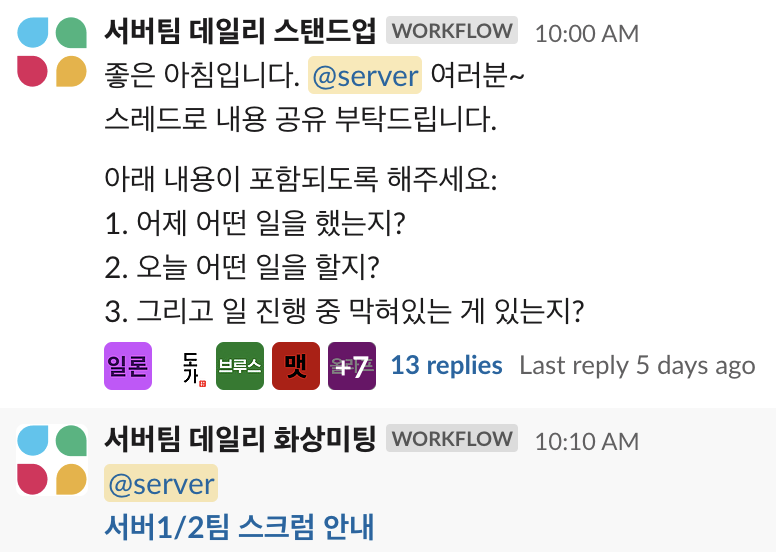 서버팀 데일리 스탠드업 WORKFLOW 10:00 AM
좋은 아침입니다. @server 여러분~
스레드로 내용 공유 부탁드립니다.
아래 내용이 포함되도록 해주세요:
1. 어제 어떤 일을 했는지?
2. 오늘 어떤 일을 할지?
3. 그리고 일 진행 중 막혀있는 게 있는지?
일론 도가 브루스 맷 +7 13 replies Last reply 5 days ago
서버팀 데일리 화상미팅 WORKFLOW 10:10 AM
@server
서버1/2팀 스크럼 안내